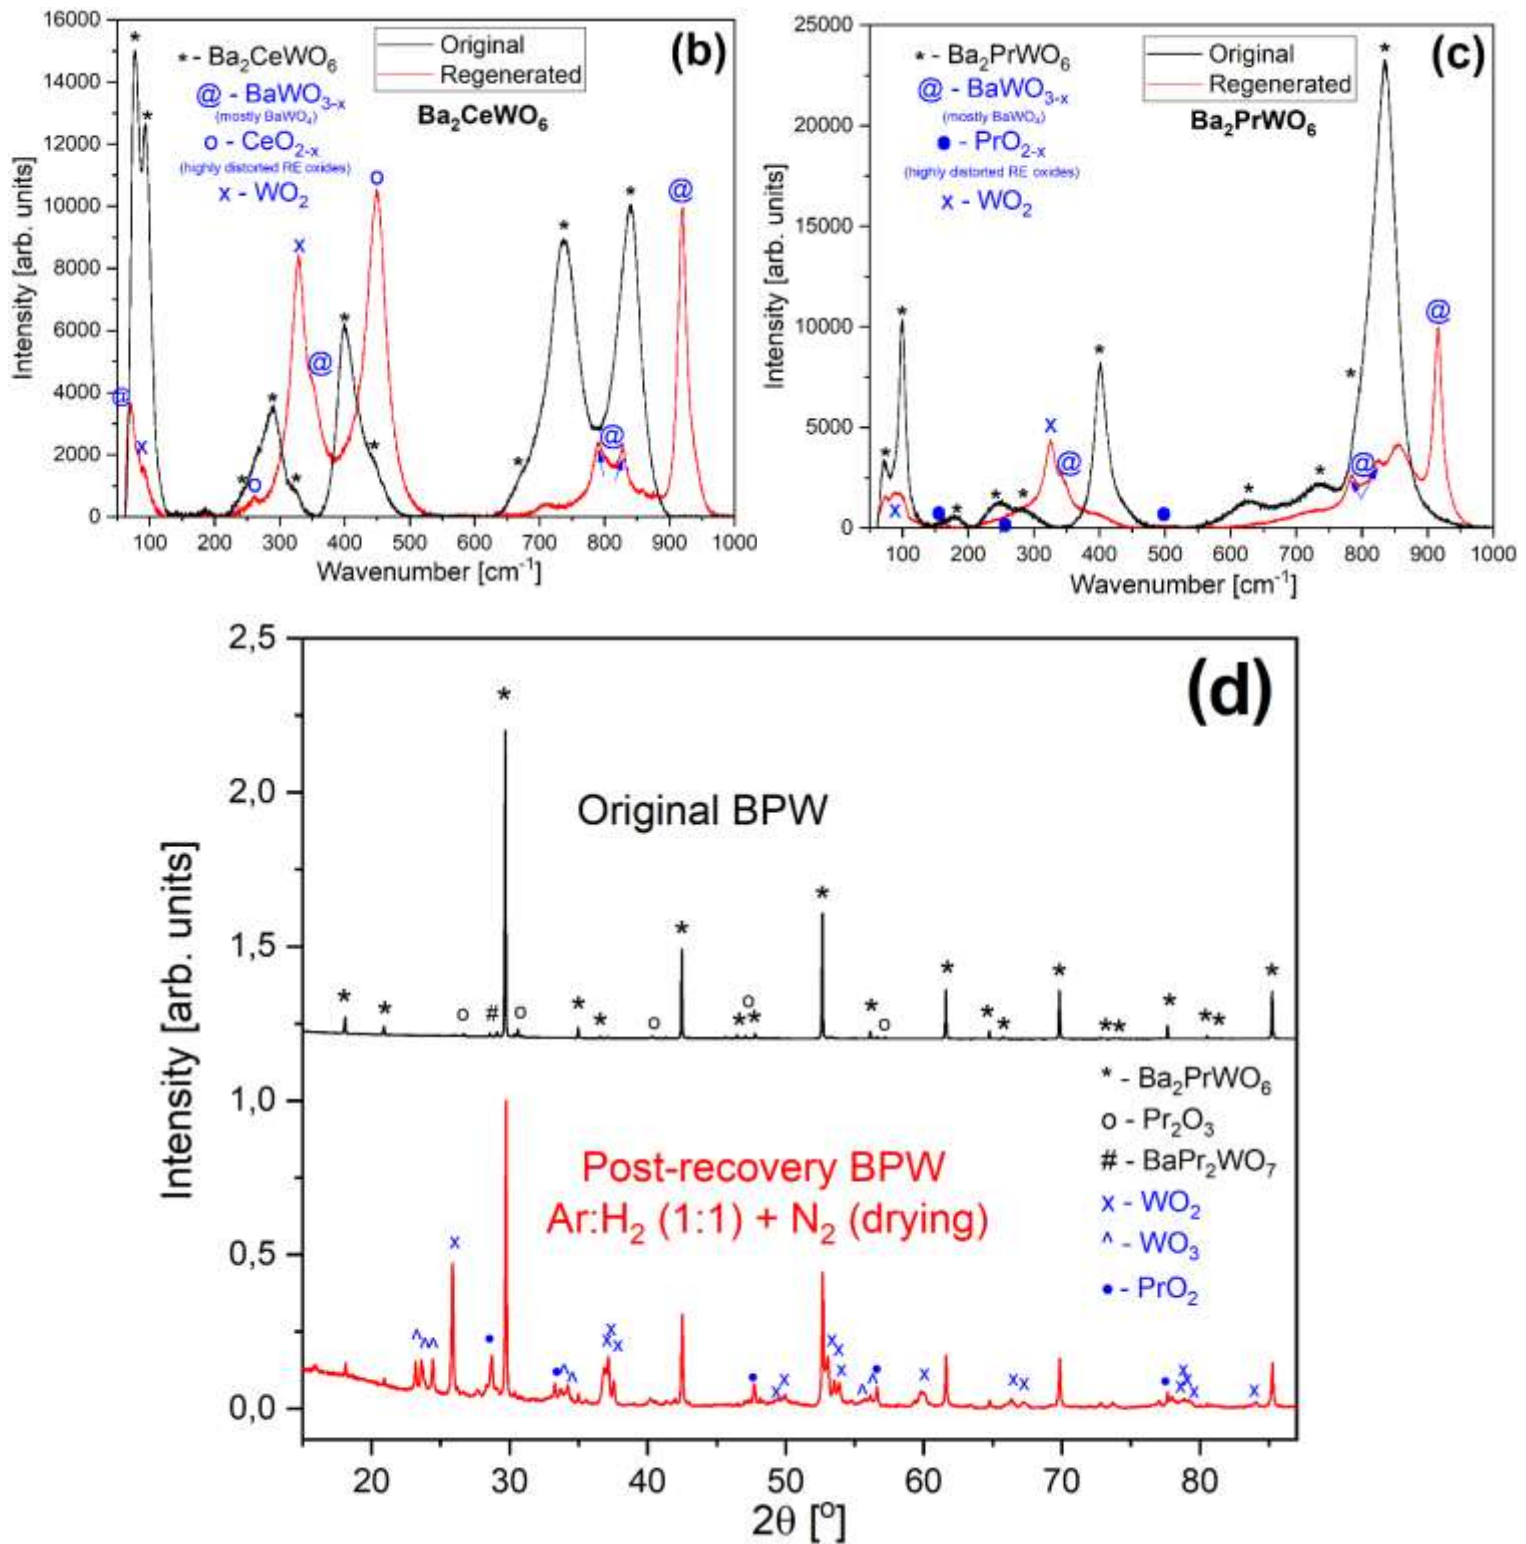 (b)
Original
Regenerated
* - Ba₂CeWO₆
@ - BaWO₃₋ₓ
(mostly BaWO₄)
o - CeO₂₋ₓ
(highly distorted RE oxides)
x - WO₂
Ba₂CeWO₆
Intensity [arb. units]
16000
14000
12000
10000
8000
6000
4000
2000
0
100 200 300 400 500 600 700 800 900 1000
Wavenumber [cm⁻¹]
(c)
Original
Regenerated
* - Ba₂PrWO₆
@ - BaWO₃₋ₓ
(mostly BaWO₄)
● - PrO₂₋ₓ
(highly distorted RE oxides)
x - WO₂
Ba₂PrWO₆
Intensity [arb. units]
25000
20000
15000
10000
5000
0
100 200 300 400 500 600 700 800 900 1000
Wavenumber [cm⁻¹]
(d)
Original BPW
Post-recovery BPW
Ar:H₂ (1:1) + N₂ (drying)
* - Ba₂PrWO₆
o - Pr₂O₃
# - BaPr₂WO₇
x - WO₂
^ - WO₃
● - PrO₂
Intensity [arb. units]
2,5
2,0
1,5
1,0
0,5
0,0
20 30 40 50 60 70 80
2θ [º]